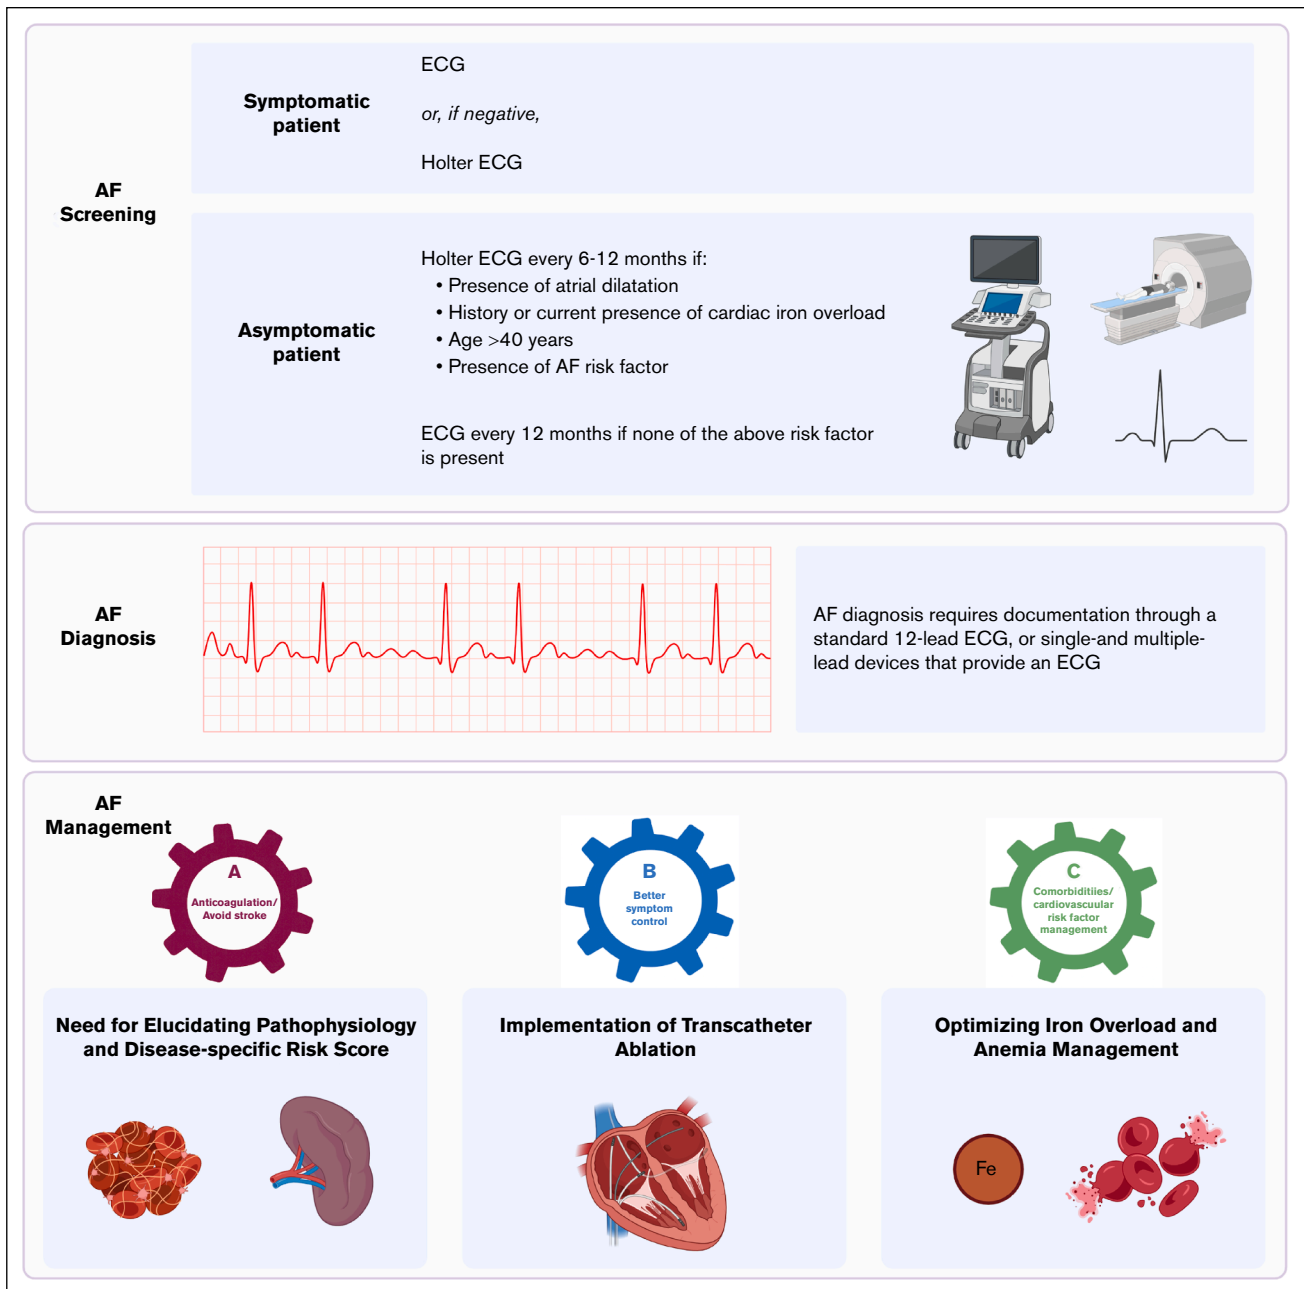 AF
Screening
Symptomatic
patient
ECG
or, if negative,
Holter ECG
Asymptomatic
patient
Holter ECG every 6-12 months if:
• Presence of atrial dilatation
• History or current presence of cardiac iron overload
• Age >40 years
• Presence of AF risk factor
ECG every 12 months if none of the above risk factor
is present
AF
Diagnosis
AF diagnosis requires documentation through a
standard 12-lead ECG, or single-and multiple-
lead devices that provide an ECG
AF
Management
A
Anticoagulation/
Avoid stroke
B
Better
symptom
control
C
Comorbiditiies/
cardiovascuular
risk factor
management
Need for Elucidating Pathophysiology
and Disease-specific Risk Score
Implementation of Transcatheter
Ablation
Optimizing Iron Overload and
Anemia Management
Fe